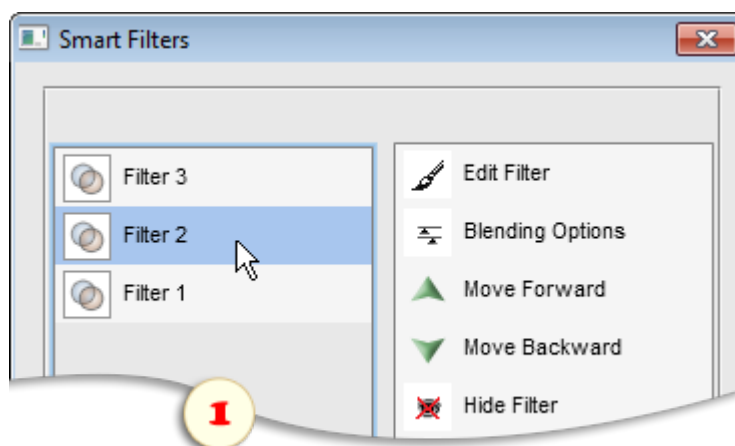 Smart Filters
Filter 3
Filter 2
Filter 1
Edit Filter
Blending Options
Move Forward
Move Backward
Hide Filter
1